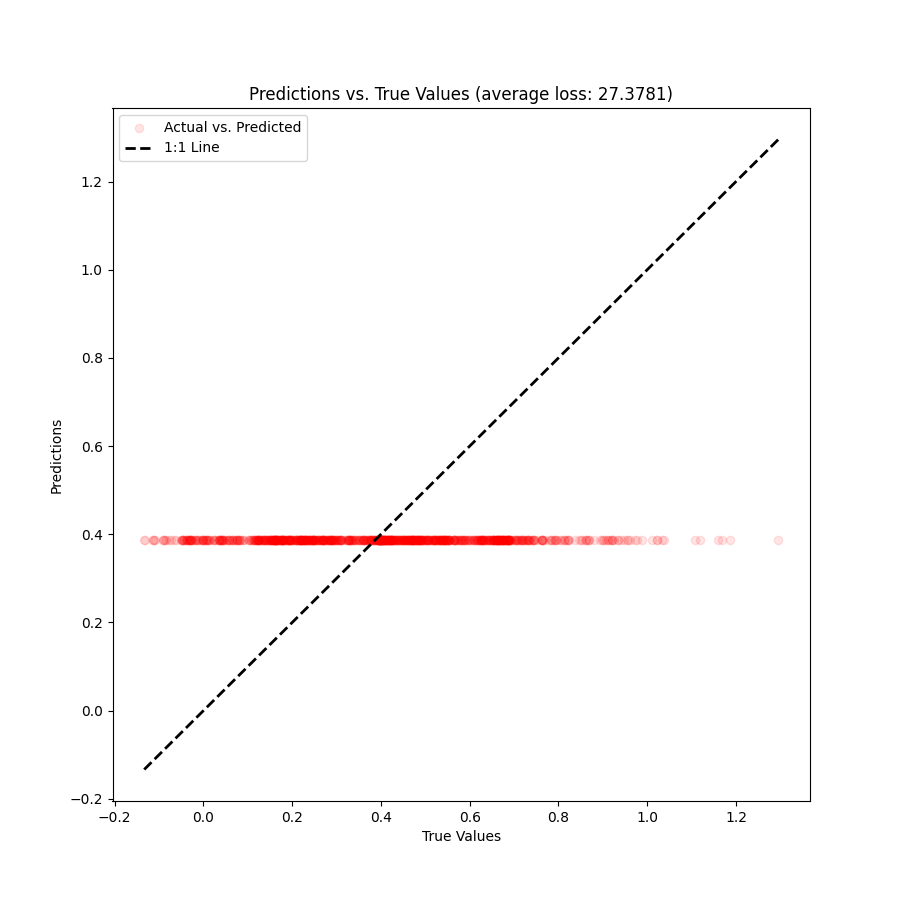 Predictions vs. True Values (average loss: 27.3781)
Actual vs. Predicted
1:1 Line
1.2
1.0
0.8
0.6
0.4
0.2
0.0
−0.2
Predictions
−0.2 0.0 0.2 0.4 0.6 0.8 1.0 1.2
True Values